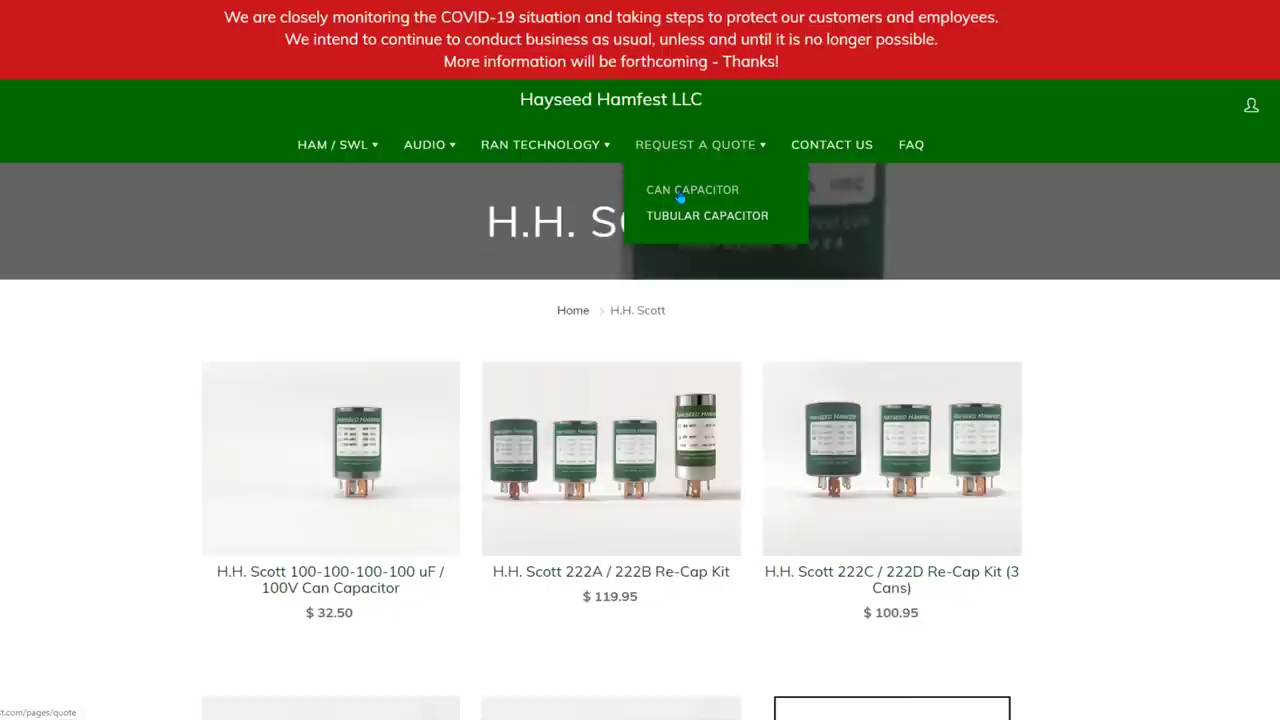 We are closely monitoring the COVID-19 situation and taking steps to protect our customers and employees.
We intend to continue to conduct business as usual, unless and until it is no longer possible.
More information will be forthcoming - Thanks!
Hayseed Hamfest LLC
HAM / SWL ▾ AUDIO ▾ RAN TECHNOLOGY ▾ REQUEST A QUOTE ▾ CONTACT US FAQ
CAN CAPACITOR
TUBULAR CAPACITOR
H.H. Sc
Home > H.H. Scott
H.H. Scott 100-100-100-100 uF /
100V Can Capacitor
$ 32.50
H.H. Scott 222A / 222B Re-Cap Kit
$ 119.95
H.H. Scott 222C / 222D Re-Cap Kit (3
Cans)
$ 100.95
st.com/pages/quote